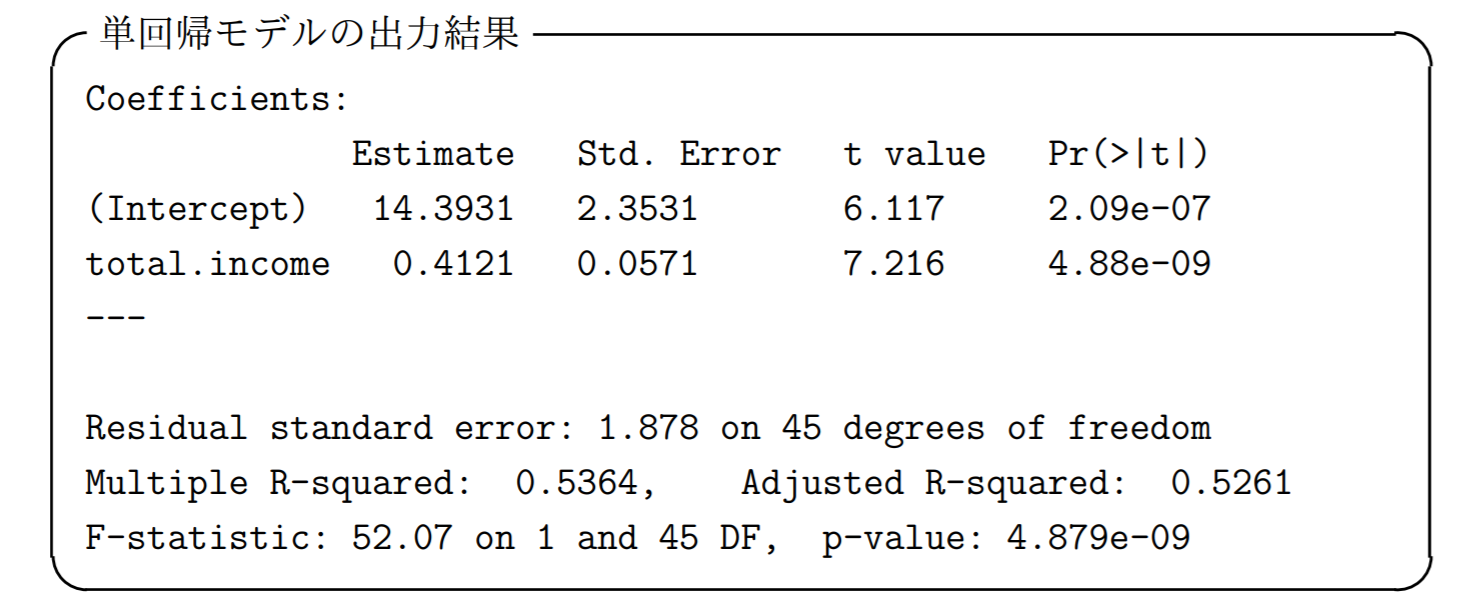 単回帰モデルの出力結果
Coefficients:
Estimate Std. Error t value Pr(>|t|)
(Intercept) 14.3931 2.3531 6.117 2.09e-07
total.income 0.4121 0.0571 7.216 4.88e-09
---
Residual standard error: 1.878 on 45 degrees of freedom
Multiple R-squared: 0.5364, Adjusted R-squared: 0.5261
F-statistic: 52.07 on 1 and 45 DF, p-value: 4.879e-09